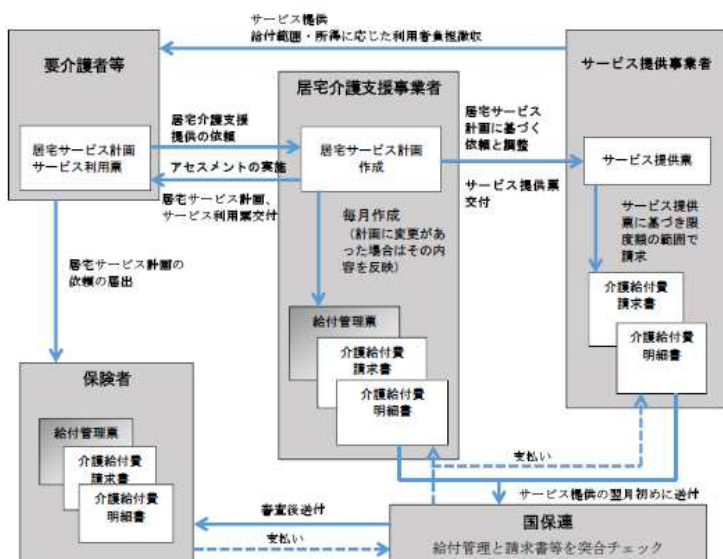 サービス提供
給付範囲・所得に応じた利用者負担徴収
要介護者等
居宅サービス計画
サービス利用票
居宅介護支援
提供の依頼
アセスメントの実施
居宅サービス計画、
サービス利用票交付
居宅介護支援事業者
居宅サービス計画
作成
毎月作成
（計画に変更があ
った場合はその内
容を反映）
給付管理票
介護給付費
請求書
介護給付費
明細書
居宅サービス
計画に基づく
依頼と調整
サービス提供票
交付
サービス提供事業者
サービス提供票
サービス提供
票に基づき限
度額の範囲で
請求
介護給付費
請求書
介護給付費
明細書
居宅サービス計画の
依頼の届出
保険者
給付管理票
介護給付費
請求書
介護給付費
明細書
支払い
サービス提供の翌月初めに送付
審査後送付
支払い
国保連
給付管理と請求書等を突合チェック